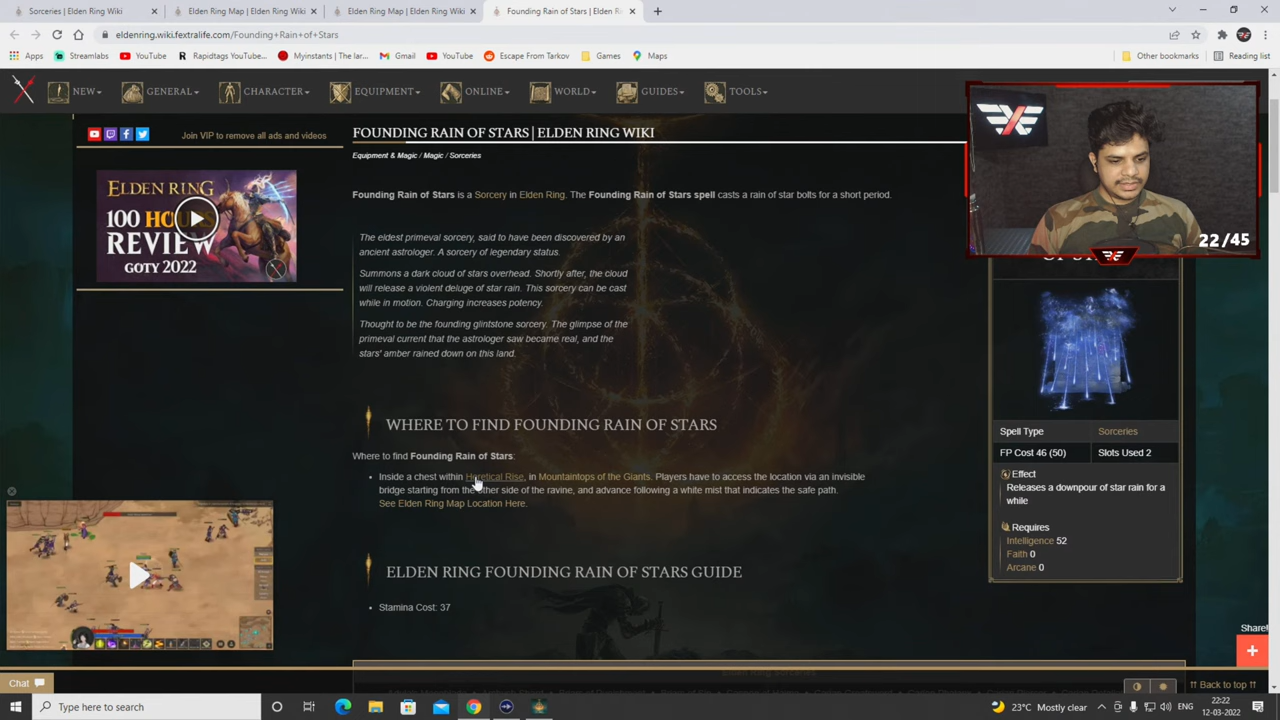 Sorceries | Elden Ring Wiki
Elden Ring Map | Elden Ring Wiki
Elden Ring Map | Elden Ring Wiki
Founding Rain of Stars | Elden Ri
eldenring.wiki.fextralife.com/Founding+Rain+of+Stars
Apps
Streamlabs
YouTube
Rapidtags YouTube...
Myinstants | The lar...
Gmail
YouTube
Reddit
Escape From Tarkov
Games
Maps
Other bookmarks
Reading list
NEW
GENERAL
CHARACTER
EQUIPMENT
ONLINE
WORLD
GUIDES
TOOLS
Join VIP to remove all ads and videos
FOUNDING RAIN OF STARS | ELDEN RING WIKI
Equipment & Magic / Magic / Sorceries
Founding Rain of Stars is a Sorcery in Elden Ring. The Founding Rain of Stars spell casts a rain of star bolts for a short period.
ELDEN RING
100 HOU
REVIEW
GOTY 2022
The eldest primeval sorcery, said to have been discovered by an
ancient astrologer. A sorcery of legendary status.
Summons a dark cloud of stars overhead. Shortly after, the cloud
will release a violent deluge of star rain. This sorcery can be cast
while in motion. Charging increases potency.
Thought to be the founding glintstone sorcery. The glimpse of the
primeval current that the astrologer saw became real, and the
stars' amber rained down on this land.
22/45
WHERE TO FIND FOUNDING RAIN OF STARS
Where to find Founding Rain of Stars:
• Inside a chest within Heretical Rise, in Mountaintops of the Giants. Players have to access the location via an invisible
bridge starting from the other side of the ravine, and advance following a white mist that indicates the safe path.
See Elden Ring Map Location Here.
ELDEN RING FOUNDING RAIN OF STARS GUIDE
• Stamina Cost: 37
Spell Type Sorceries
FP Cost 46 (50) Slots Used 2
Effect
Releases a downpour of star rain for a
while
Requires
Intelligence 52
Faith 0
Arcane 0
Share!
Chat
Back to top
Type here to search
23°C Mostly clear
ENG
22:22
12-03-2022